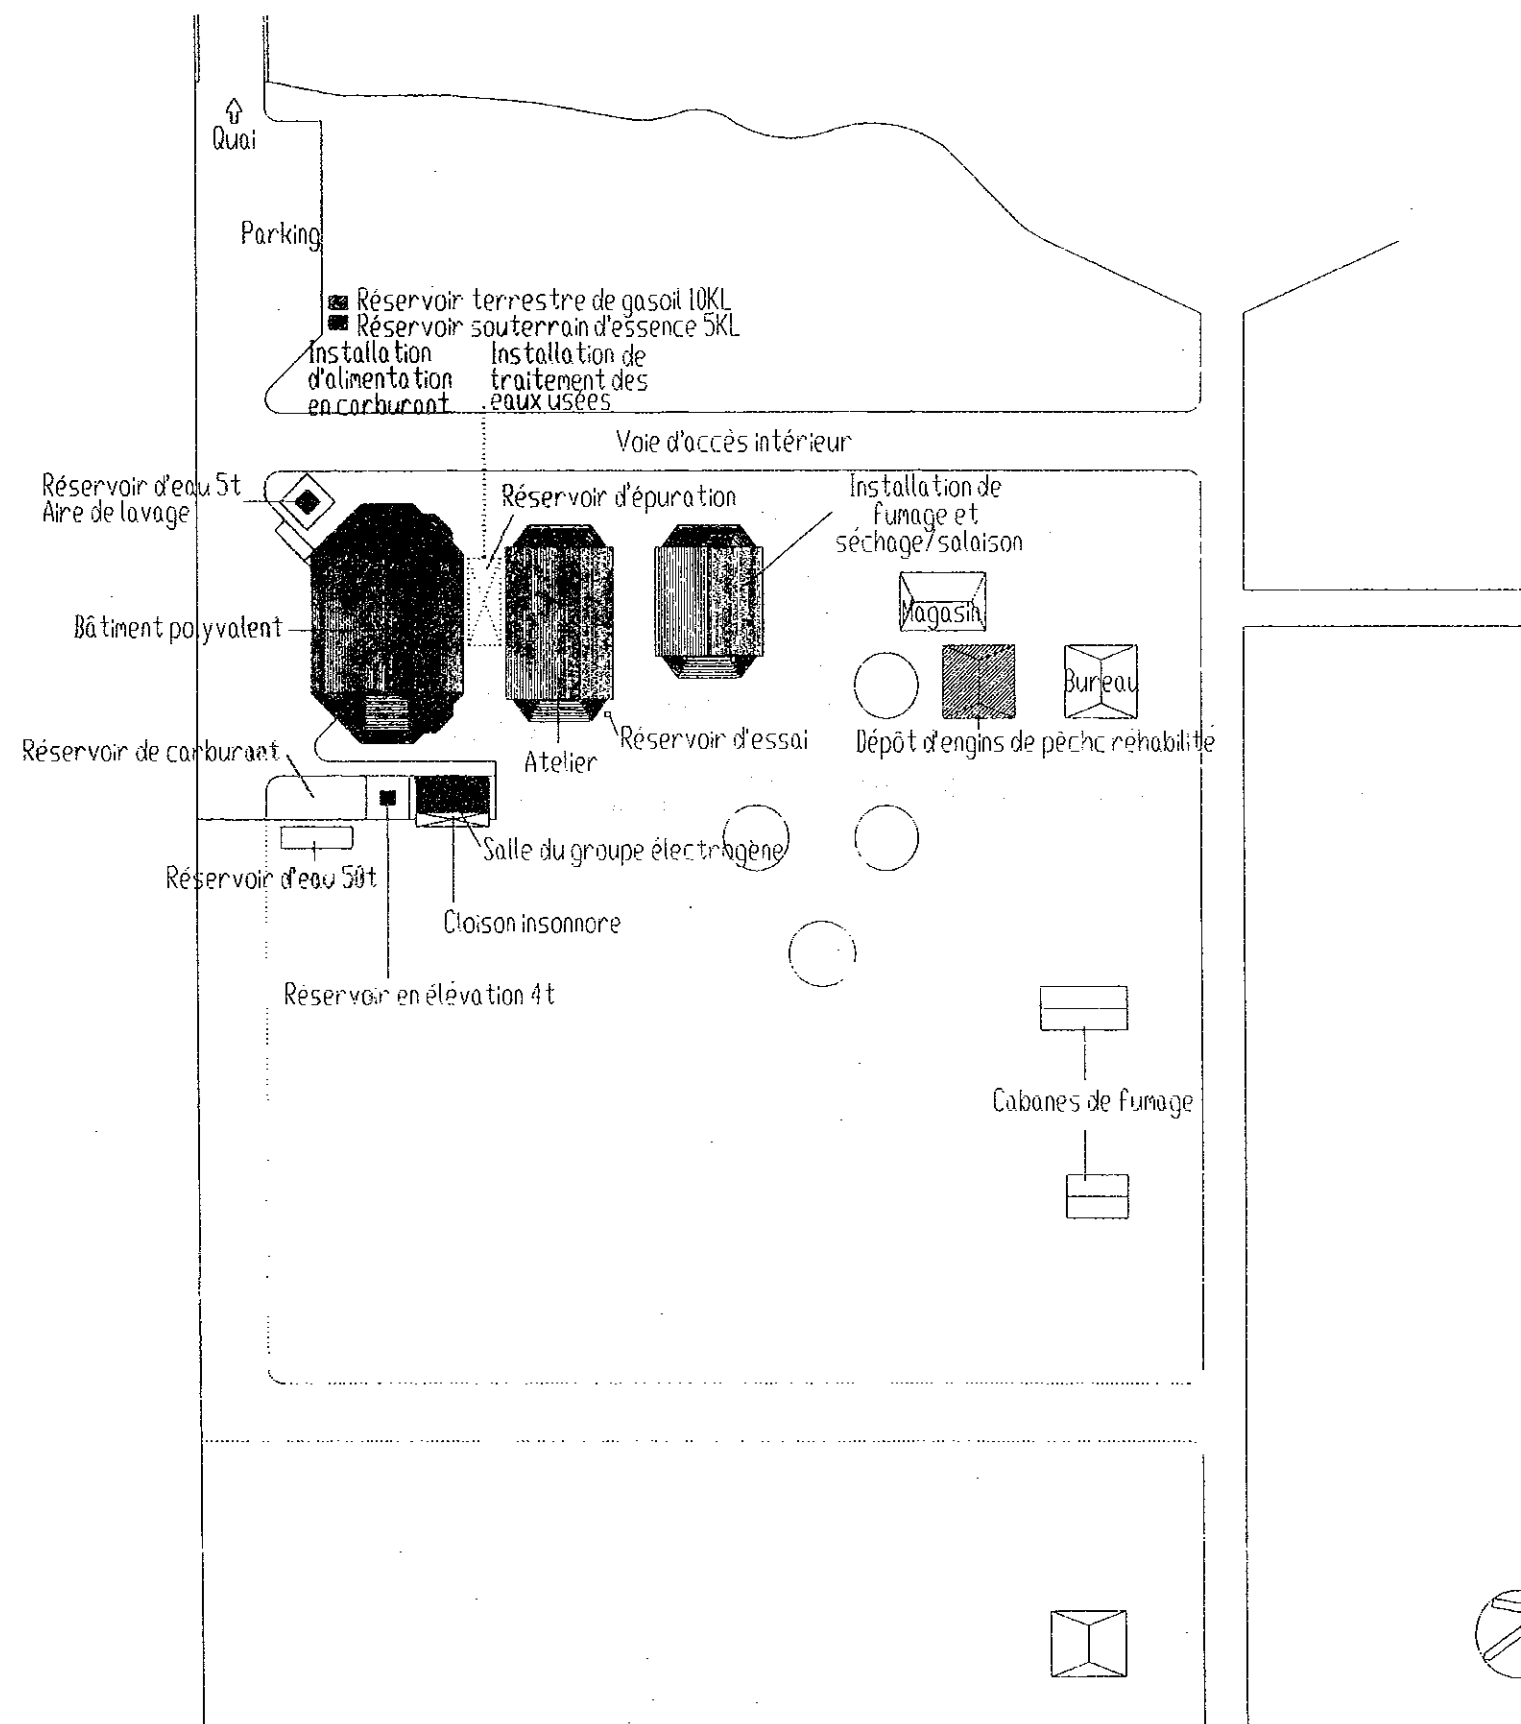 Quai
Parking
Réservoir terrestre de gasoil 10KL
Réservoir souterrain d'essence 5KL
Installation
d'alimentation
en carburant
Installation de
traitement des
eaux usées
Voie d'accès intérieur
Réservoir d'eau 5t
Aire de lavage
Réservoir d'épuration
Installation de
fumage et
séchage/salaison
Magasin
Bâtiment polyvalent
Bureau
Réservoir d'essai
Dépôt d'engins de pêche réhabilité
Réservoir de carburant
Atelier
Salle du groupe électrogène
Réservoir d'eau 50t
Cloison insonnore
Réservoir en élévation 4t
Cabanes de fumage